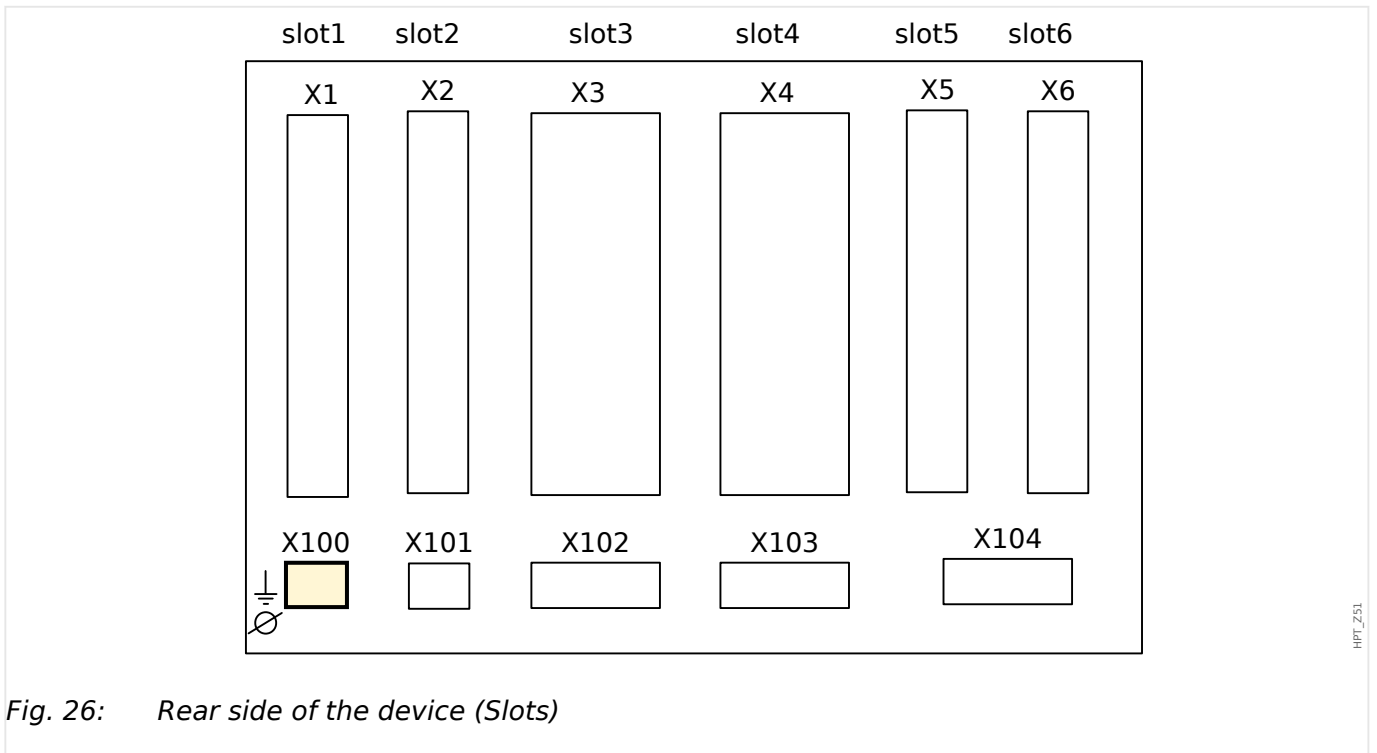 slot1 slot2 slot3 slot4 slot5 slot6
X1 X2 X3 X4 X5 X6
X100 X101 X102 X103 X104
HPT_Z51
Fig. 26: Rear side of the device (Slots)